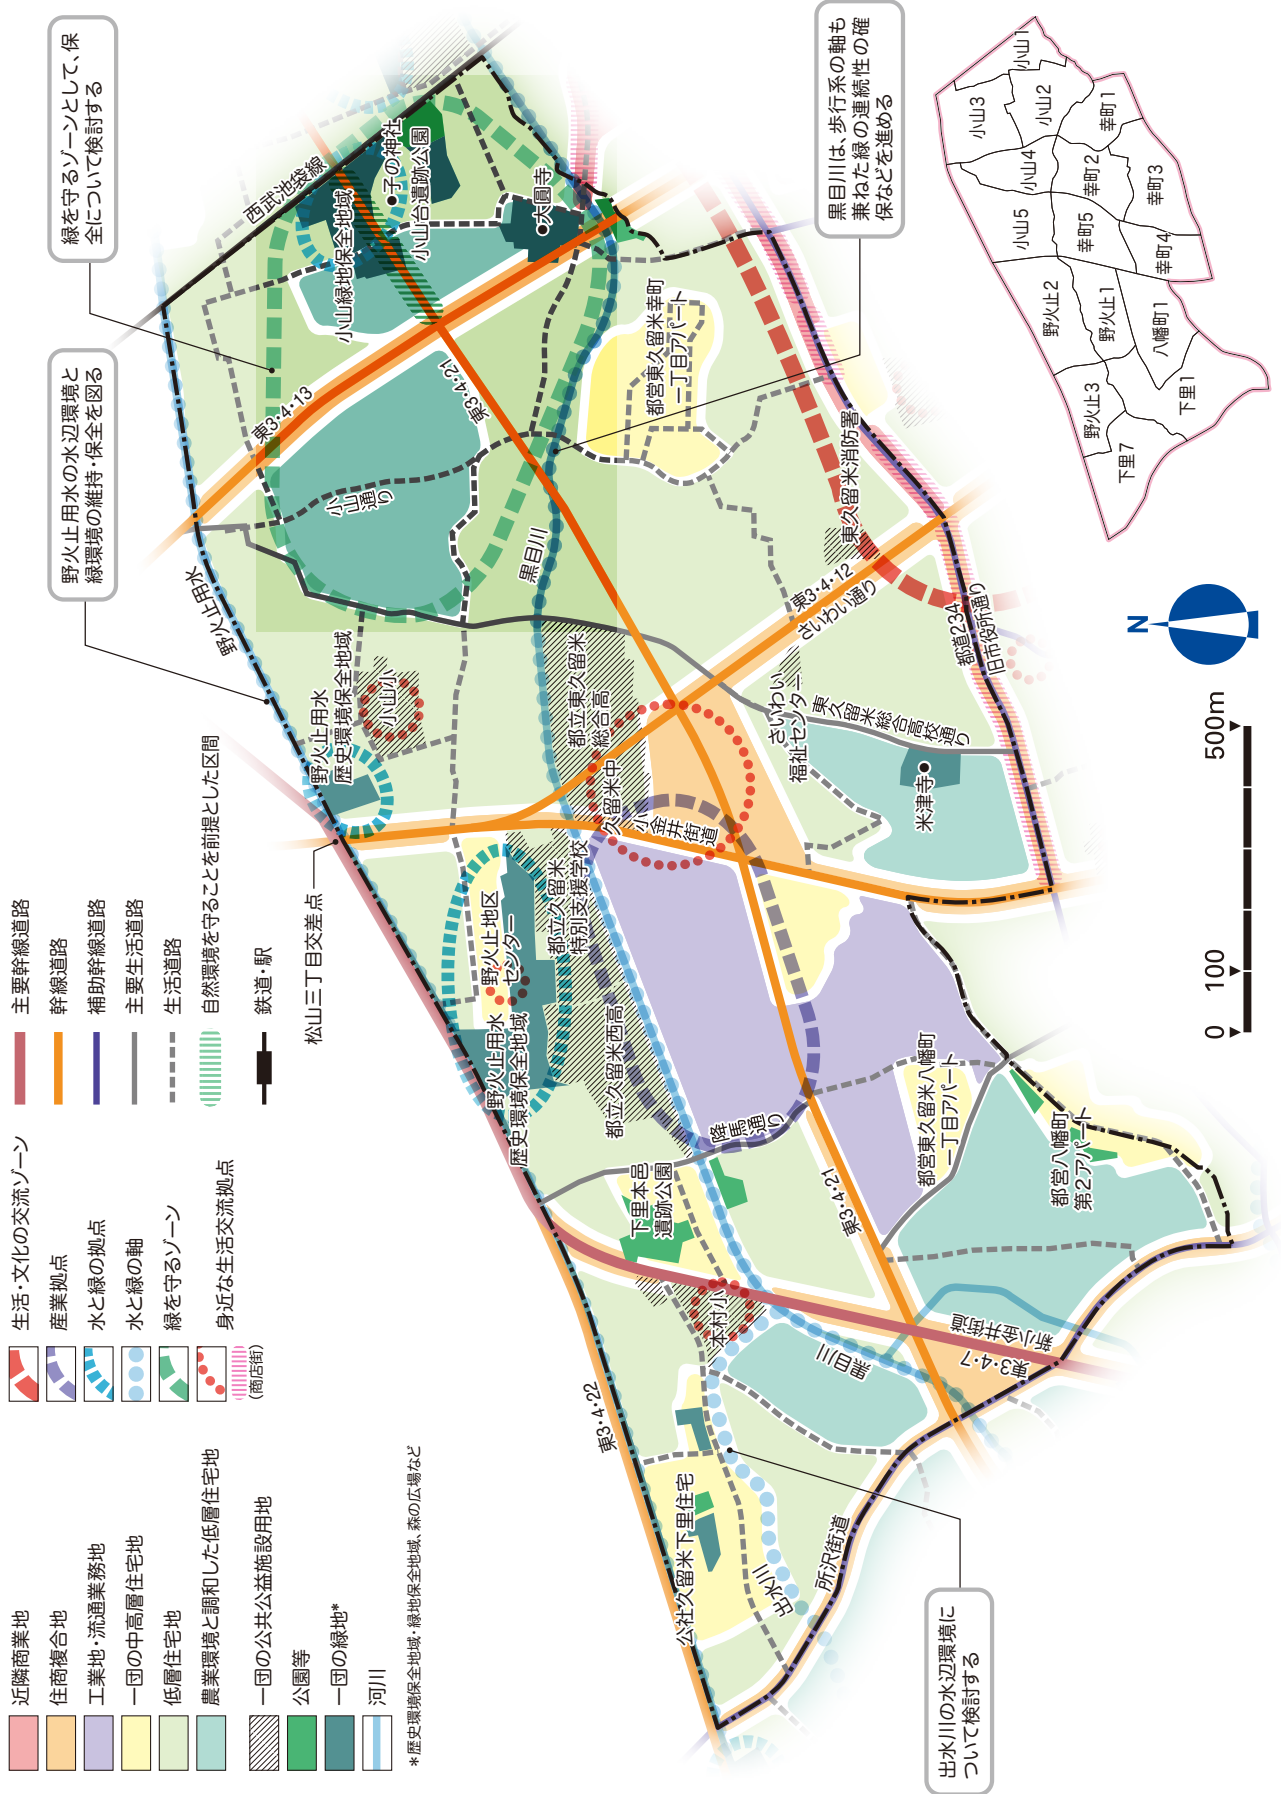 近隣商業地
住商複合地
工業地・流通業務地
一団の中高層住宅地
低層住宅地
農業環境と調和した低層住宅地
一団の公共公益施設用地
公園等
一団の緑地*
河川
*歴史環境保全地域・緑地保全地域、森の広場など
生活・文化の交流ゾーン
産業拠点
水と緑の拠点
水と緑の軸
緑を守るゾーン
身近な生活交流拠点
(商店街)
主要幹線道路
幹線道路
補助幹線道路
主要生活道路
生活道路
自然環境を守ることを前提とした区間
鉄道・駅
松山三丁目交差点
野火止用水の水辺環境と
緑環境の維持・保全を図る
緑を守るゾーンとして、保
全について検討する
黒目川は、歩行系の軸も
兼ねた緑の連続性の確
保などを進める
出水川の水辺環境に
ついて検討する
西武池袋線
子の神社
小山台遺跡公園
小山緑地保全地域
大圓寺
東3・4・13
東3・4・21
小山通り
黒目川
野火止用水
都営東久留米幸町
一丁目アパート
東久留米消防署
東3・4・12
さいわい通り
都道234
旧市役所通り
野火止用水
歴史環境保全地域
小山小
都立東久留米
総合高
久留米中
小金井街道
さいわい
福祉センター
東久留米総合高校通り
米津寺
都立久留米
特別支援学校
野火止地区
センター
野火止用水
歴史環境保全地域
都立久留米西高
降馬通り
都営東久留米八幡町
一丁目アパート
都営八幡町
第2アパート
下里本邑
遺跡公園
東3・4・21
本村小
黒目川
新小金井街道
東3・4・7
東3・4・22
公社久留米下里住宅
出水川
所沢街道
小山1
小山2
小山3
小山4
小山5
幸町1
幸町2
幸町3
幸町4
幸町5
野火止1
野火止2
野火止3
八幡町1
下里1
下里7
N
0 100 500m